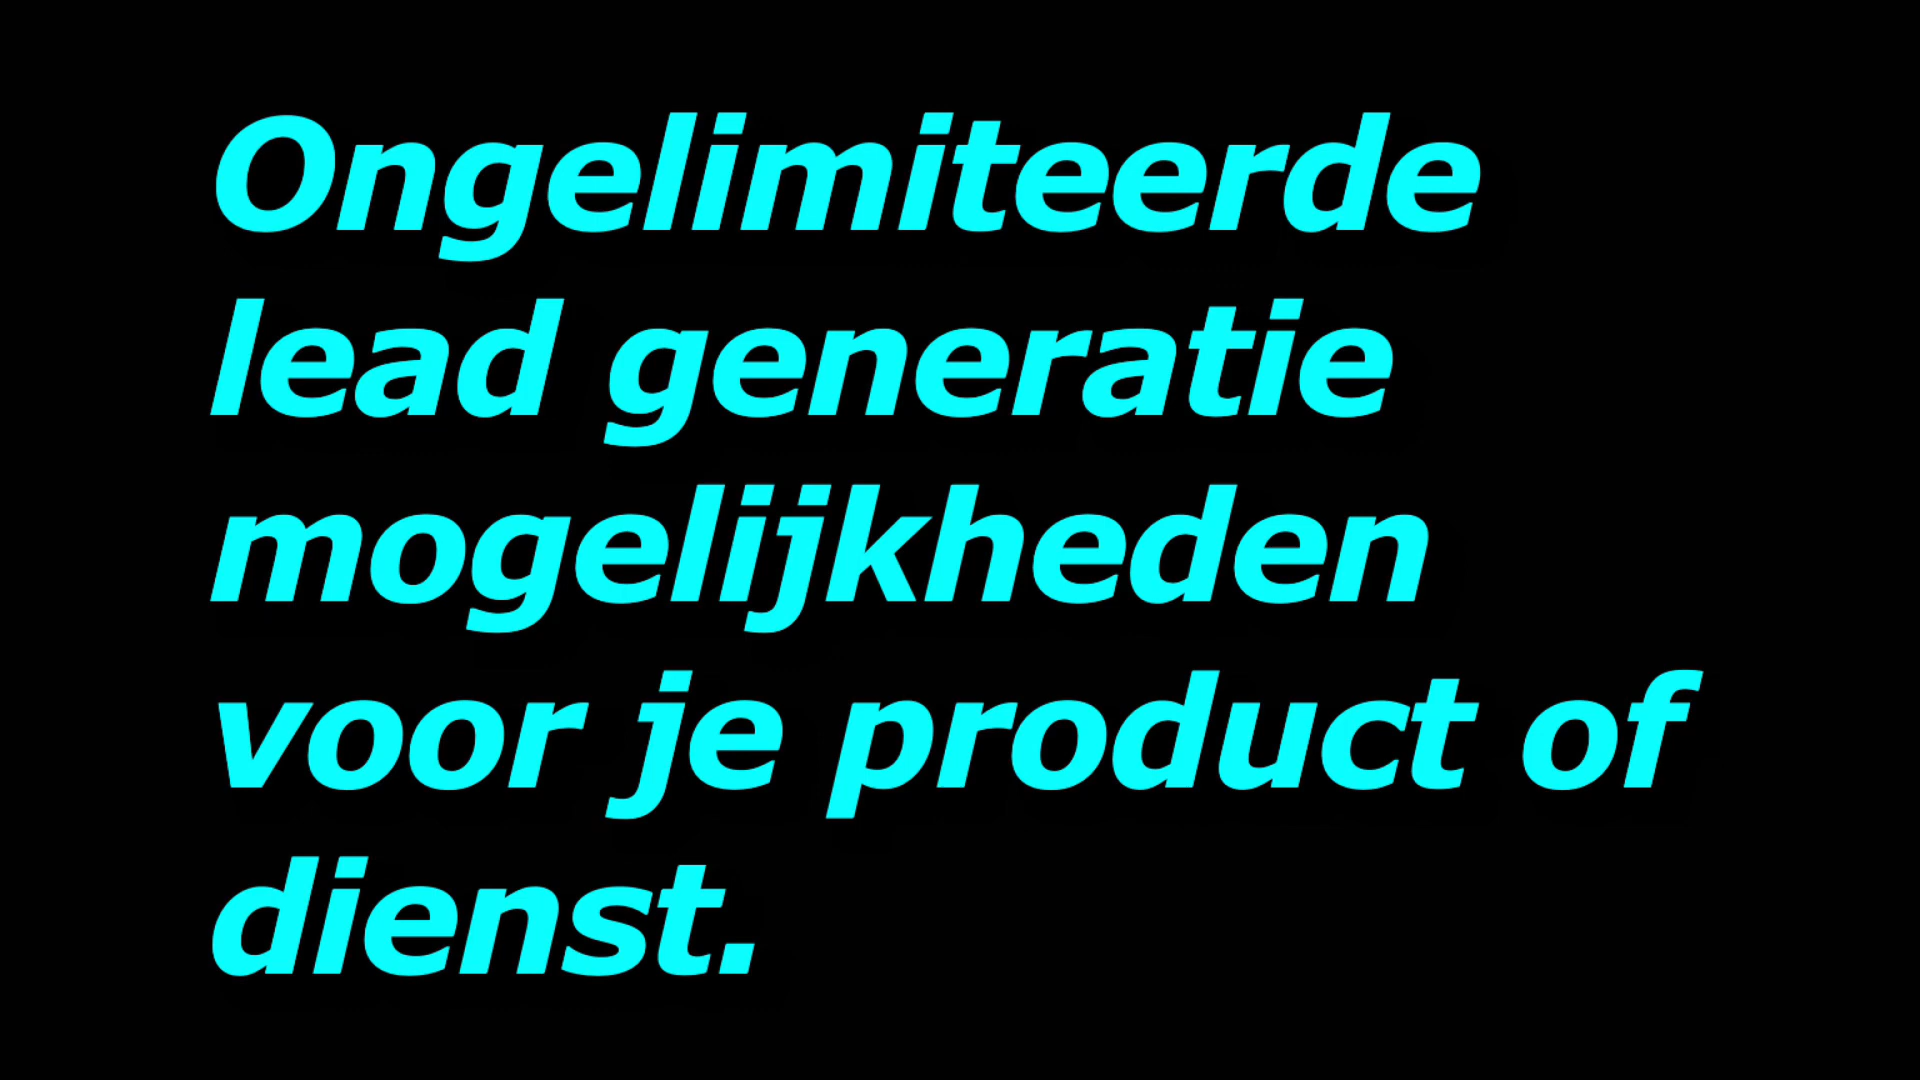 Ongelimiteerde
lead generatie
mogelijkheden
voor je product of
dienst.